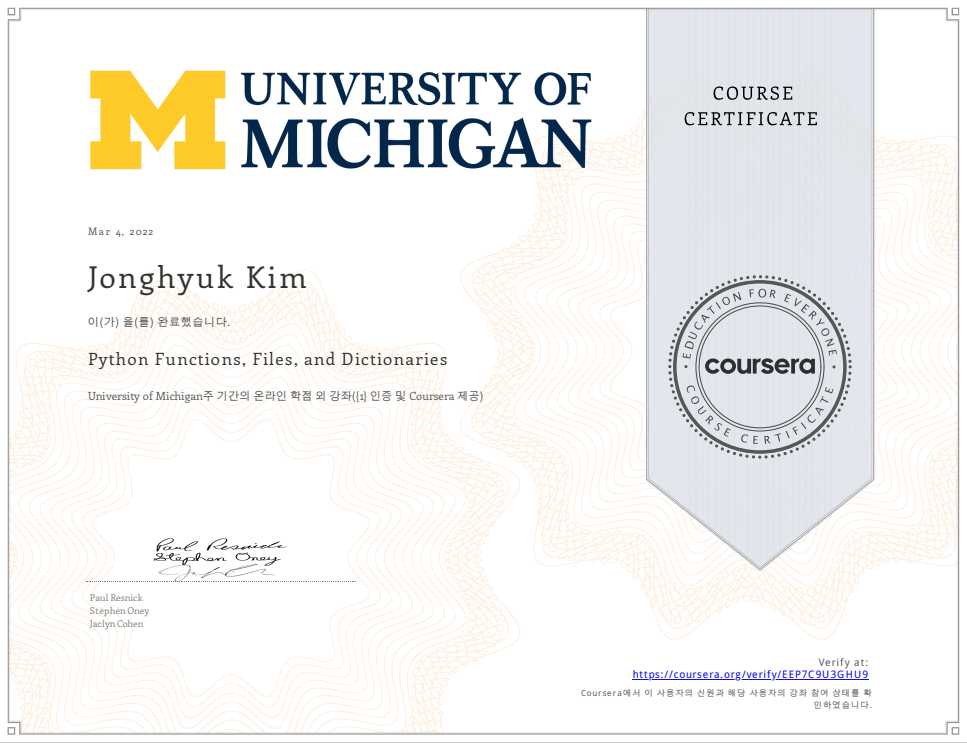 UNIVERSITY OF
MICHIGAN
COURSE
CERTIFICATE
Mar 4, 2022
Jonghyuk Kim
이(가) 을(를) 완료했습니다.
Python Functions, Files, and Dictionaries
University of Michigan주 기간의 온라인 학점 외 강좌({1} 인증 및 Coursera 제공)
EDUCATION FOR EVERYONE
coursera
COURSE CERTIFICATE
Paul Resnick
Stephen Oney
Paul Resnick
Stephen Oney
Jaclyn Cohen
Verify at:
https://coursera.org/verify/EEP7C9U3GHU9
Coursera에서 이 사용자의 신원과 해당 사용자의 강좌 참여 상태를 확
인하였습니다.